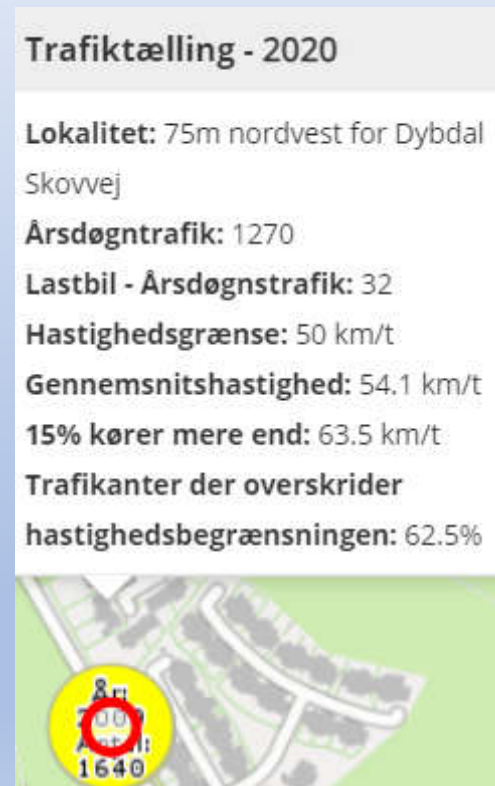 Trafiktælling - 2020
Lokalitet: 75m nordvest for Dybdal
Skovvej
Årsdøgntrafik: 1270
Lastbil - Årsdøgnstrafik: 32
Hastighedsgrænse: 50 km/t
Gennemsnitshastighed: 54.1 km/t
15% kører mere end: 63.5 km/t
Trafikanter der overskrider
hastighedsbegrænsningen: 62.5%
År:
Antal:
1640